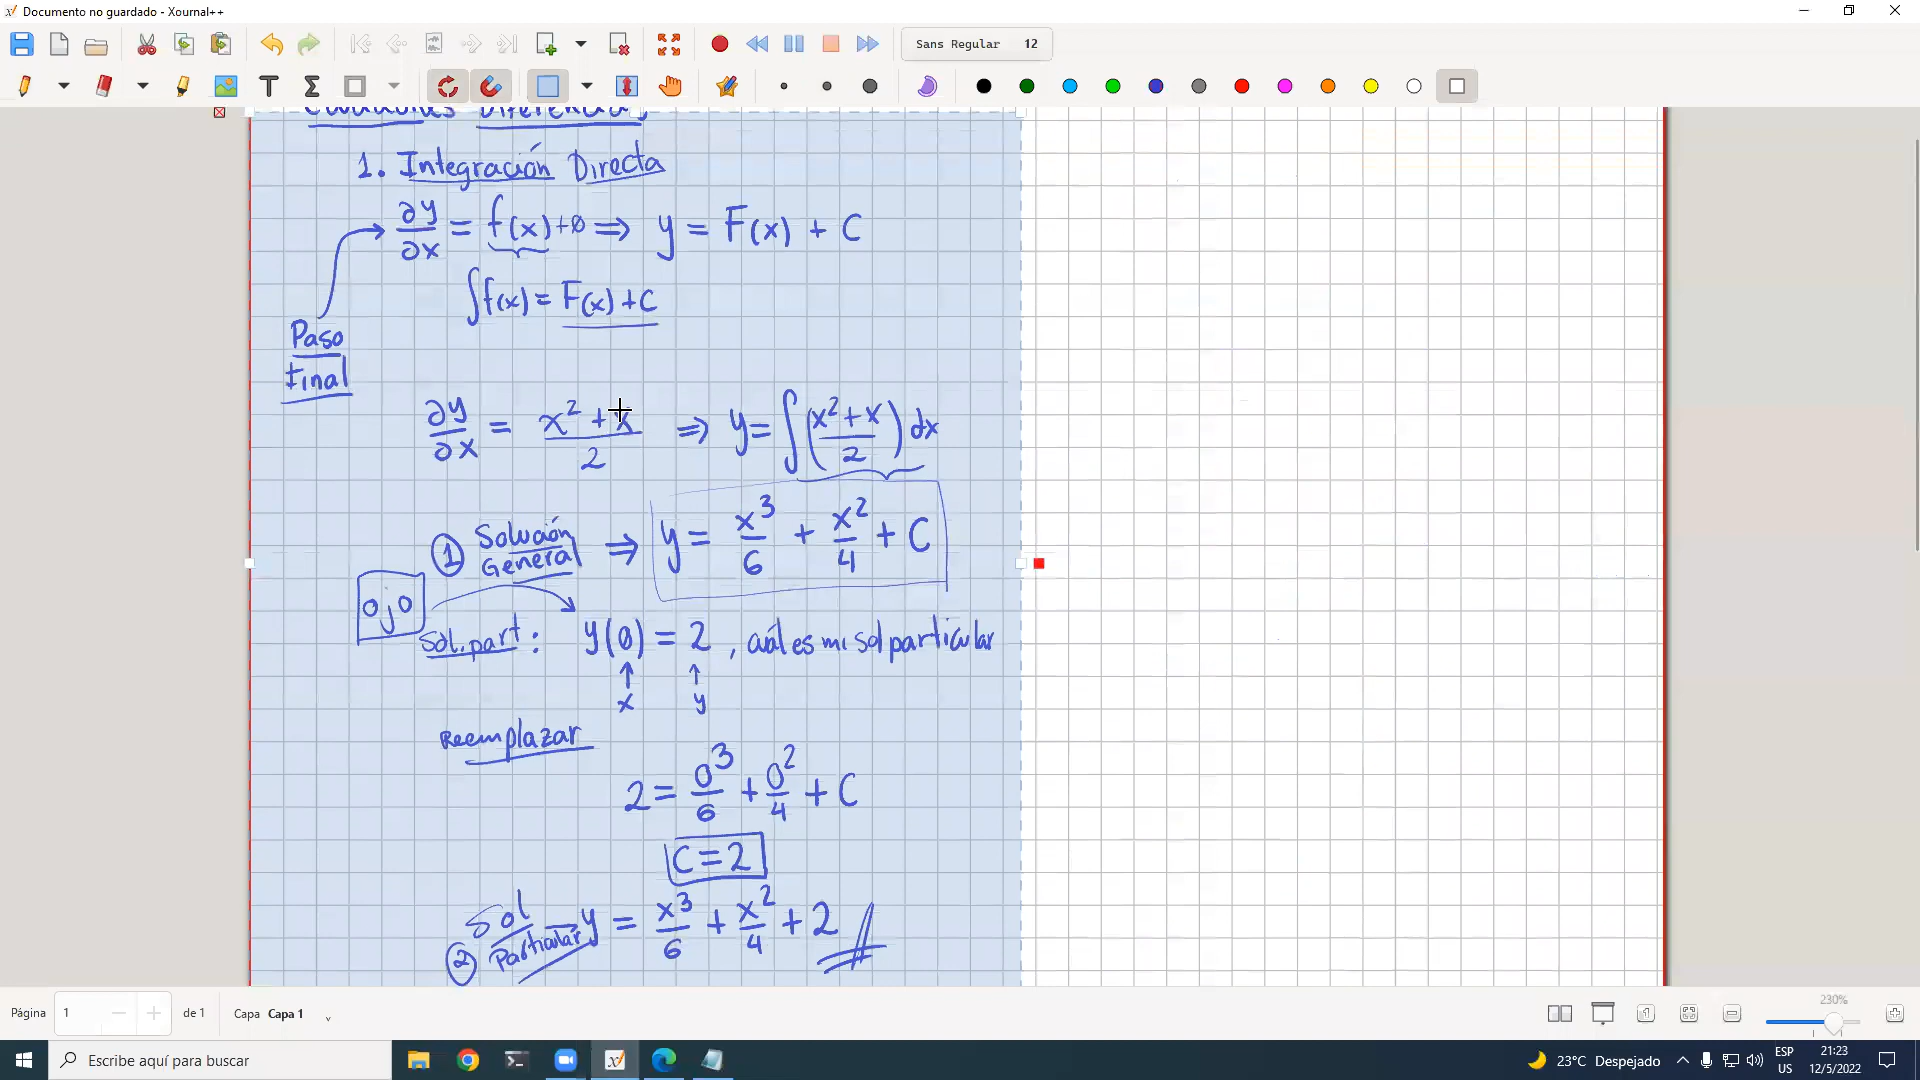 Documento no guardado - Xournal++
Sans Regular 12
Ecuaciones Diferencia
1. Integración Directa
∂y/∂x = f(x)+0 ⇒ y = F(x) + C
∫f(x) = F(x) + C
Paso
Final
∂y/∂x = (x² + x)/2 ⇒ y = ∫((x² + x)/2) dx
① Solución General ⇒ y = x³/6 + x²/4 + C
Ojo
Sol. part: y(0) = 2, cuál es mi sol particular
↑ ↑
x y
Reemplazar
2 = 0³/6 + 0²/4 + C
C = 2
② Sol Particular → y = x³/6 + x²/4 + 2
230%
Página 1 de 1 Capa Capa 1
Escribe aquí para buscar
23°C Despejado
ESP
US
21:23
12/5/2022